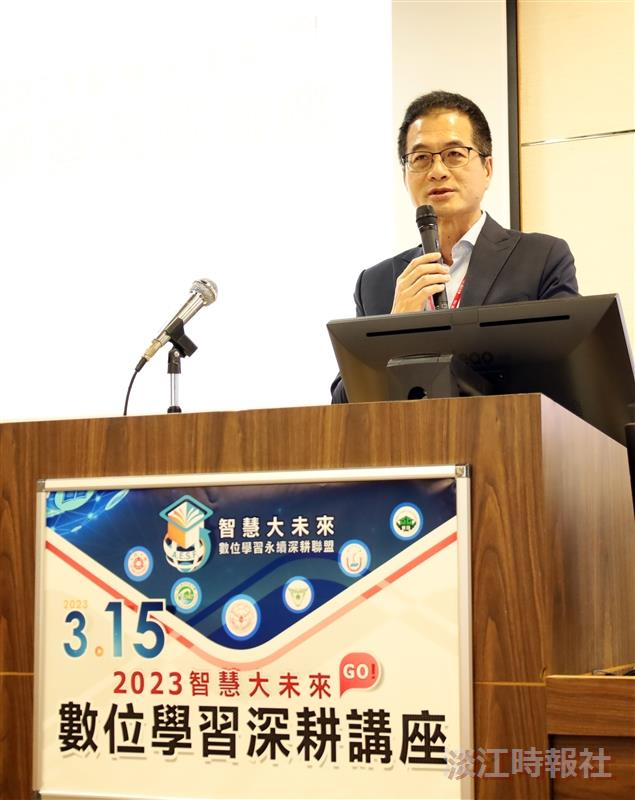 智慧大未來
數位學習永續深耕聯盟
A.E.S.F
2023
3.15
2023智慧大未來
GO!
數位學習深耕講座
淡江時報社